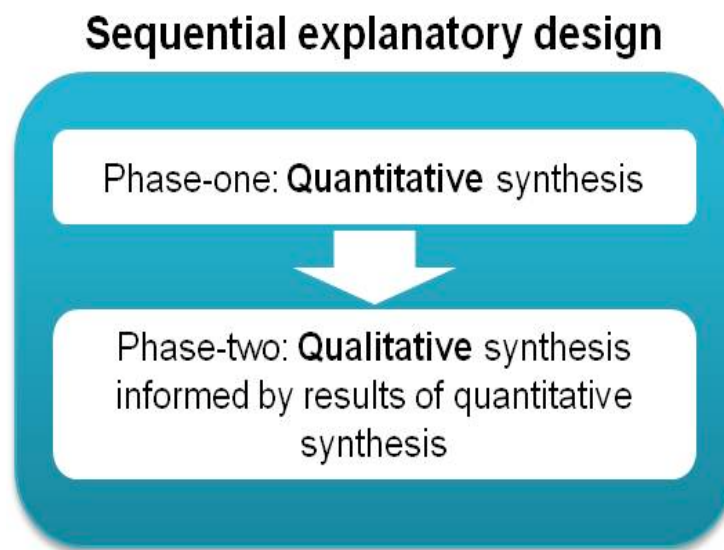 Sequential explanatory design
Phase-one: Quantitative synthesis
Phase-two: Qualitative synthesis
informed by results of quantitative
synthesis